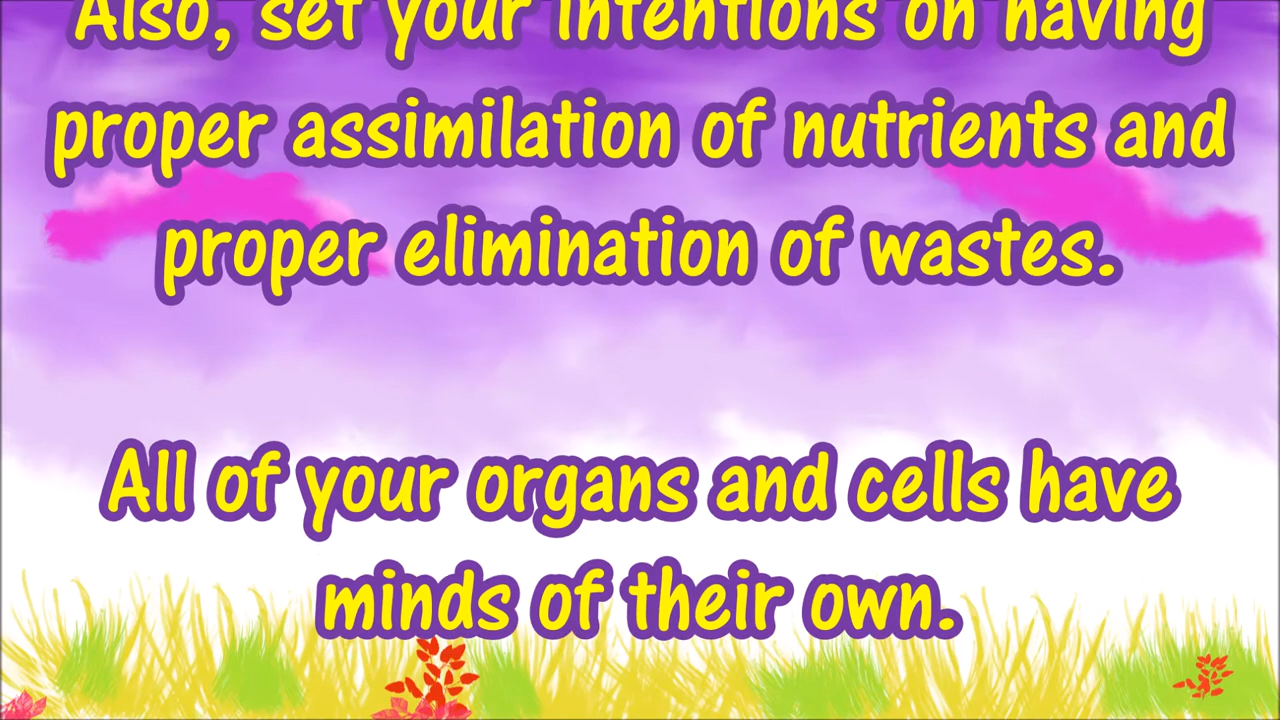 Also, set your intentions on having
proper assimilation of nutrients and
proper elimination of wastes.
All of your organs and cells have
minds of their own.